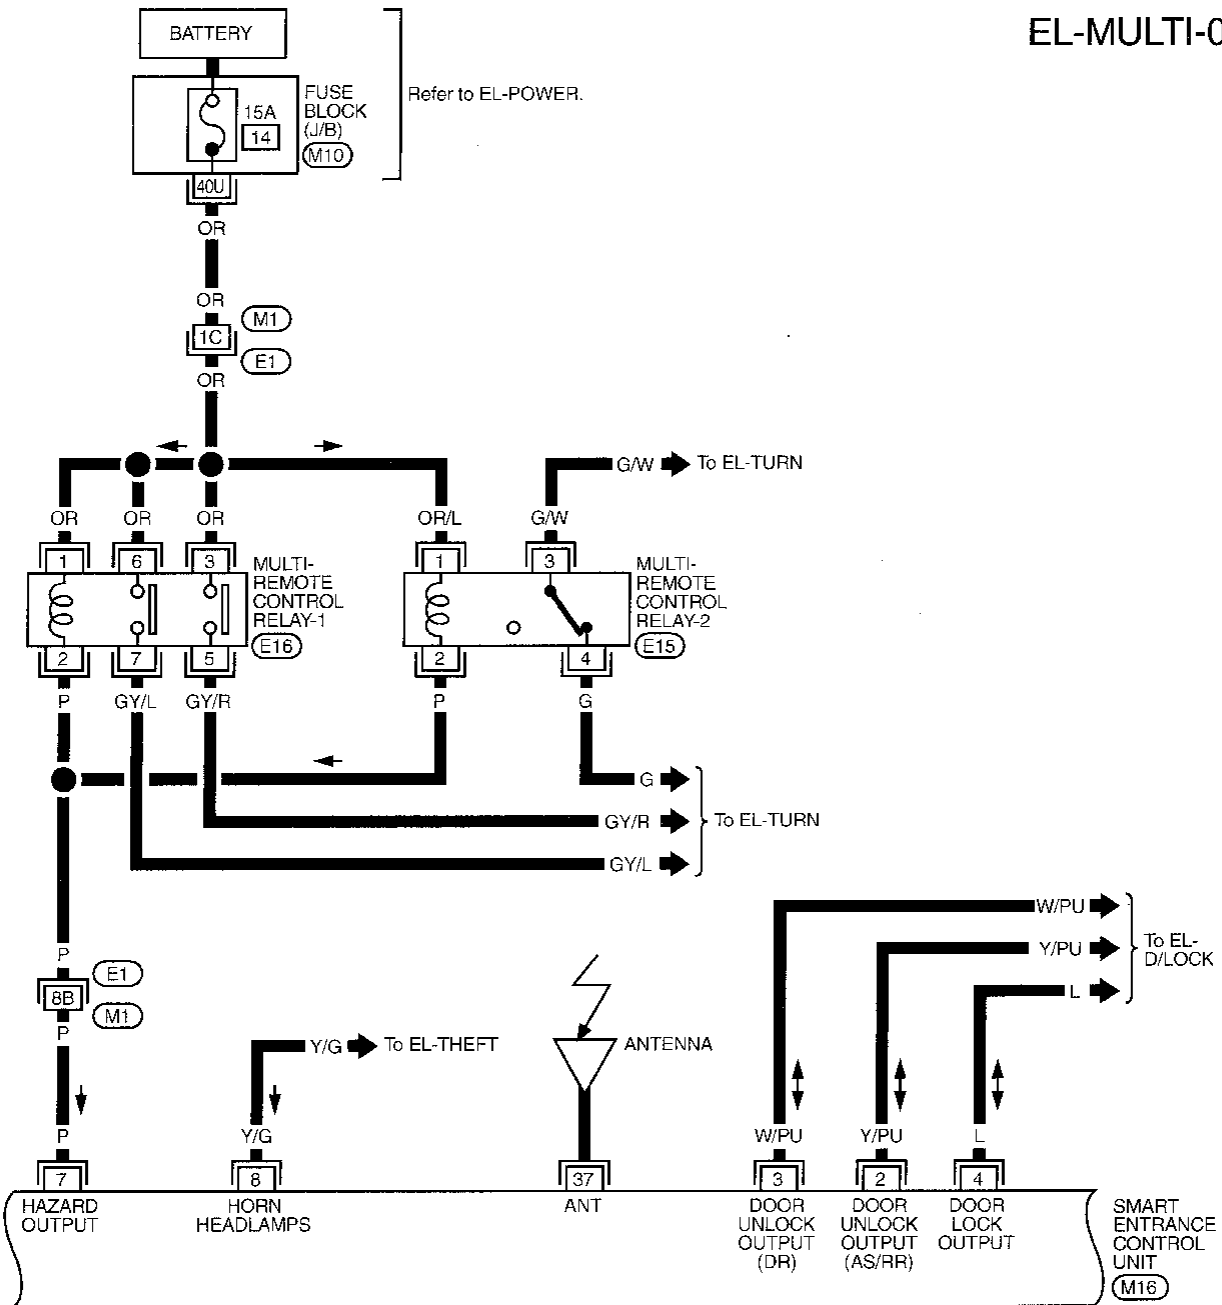 EL-MULTI-0
BATTERY
FUSE
BLOCK
(J/B)
M10
15A
14
Refer to EL-POWER.
40U
OR
OR
1C
M1
E1
OR
G/W
To EL-TURN
OR
OR
OR
OR/L
G/W
1
6
3
1
3
MULTI-
REMOTE
CONTROL
RELAY-1
E16
MULTI-
REMOTE
CONTROL
RELAY-2
E15
2
7
5
2
4
P
GY/L
GY/R
P
G
G
GY/R
GY/L
To EL-TURN
W/PU
Y/PU
L
To EL-
D/LOCK
P
E1
8B
M1
P
Y/G
To EL-THEFT
ANTENNA
P
Y/G
W/PU
Y/PU
L
7
8
37
3
2
4
HAZARD
OUTPUT
HORN
HEADLAMPS
ANT
DOOR
UNLOCK
OUTPUT
(DR)
DOOR
UNLOCK
OUTPUT
(AS/RR)
DOOR
LOCK
OUTPUT
SMART
ENTRANCE
CONTROL
UNIT
M16